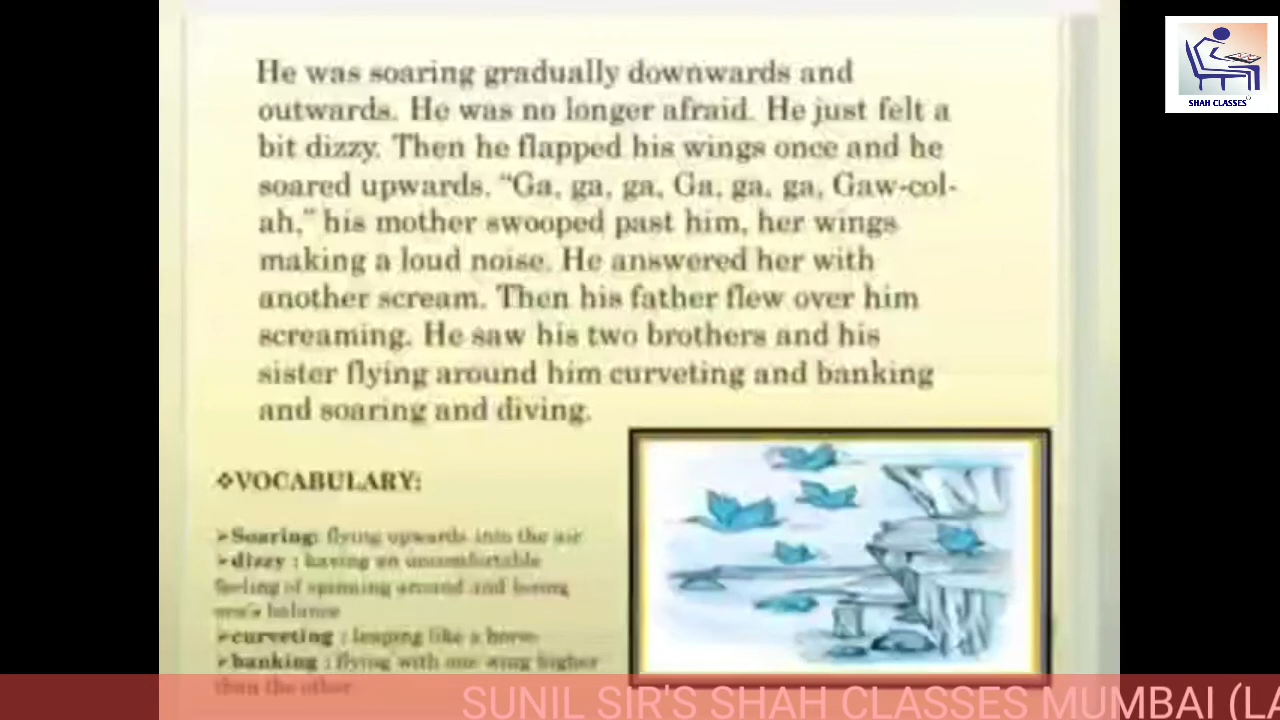 He was soaring gradually downwards and
outwards. He was no longer afraid. He just felt a
bit dizzy. Then he flapped his wings once and he
soared upwards. “Ga, ga, ga, Ga, ga, ga, Gaw-col-
ah,” his mother swooped past him, her wings
making a loud noise. He answered her with
another scream. Then his father flew over him
screaming. He saw his two brothers and his
sister flying around him curveting and banking
and soaring and diving.
❖VOCABULARY:
➢Soaring: flying upwards into the air
➢dizzy : having an uncomfortable
feeling of spinning around and losing
one's balance
➢curveting : leaping like a horse
➢banking : flying with one wing higher
than the other
SHAH CLASSES
SUNIL SIR'S SHAH CLASSES MUMBAI (LA